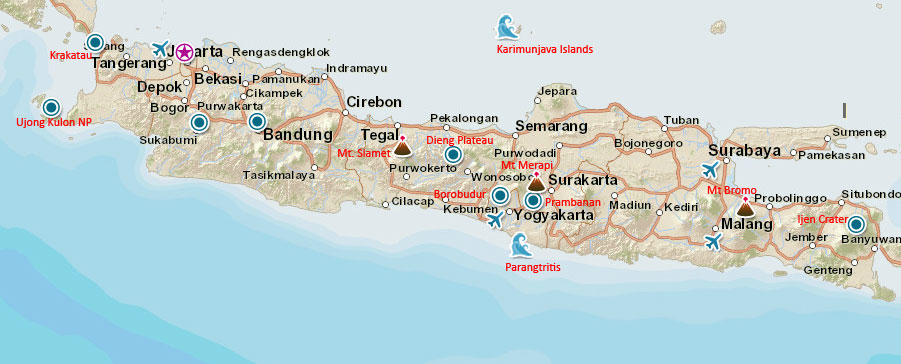 Karimunjava Islands
Serang
Jakarta
Krakatau
Tangerang
Rengasdengklok
Bekasi
Pamanukan
Indramayu
Depok
Cikampek
Jepara
Bogor
Purwakarta
Cirebon
Ujong Kulon NP
Pekalongan
Tuban
Sukabumi
Bandung
Tegal
Semarang
Sumenep
Mt. Slamet
Dieng Plateau
Purwodadi
Bojonegoro
Surabaya
Pamekasan
Mt Merapi
Tasikmalaya
Purwokerto
Wonosobo
Surakarta
Mt Bromo
Probolinggo
Situbondo
Borobudur
Prambanan
Cilacap
Kebumen
Yogyakarta
Madiun
Kediri
Malang
Ijen Crater
Jember
Banyuwan
Parangtritis
Genteng